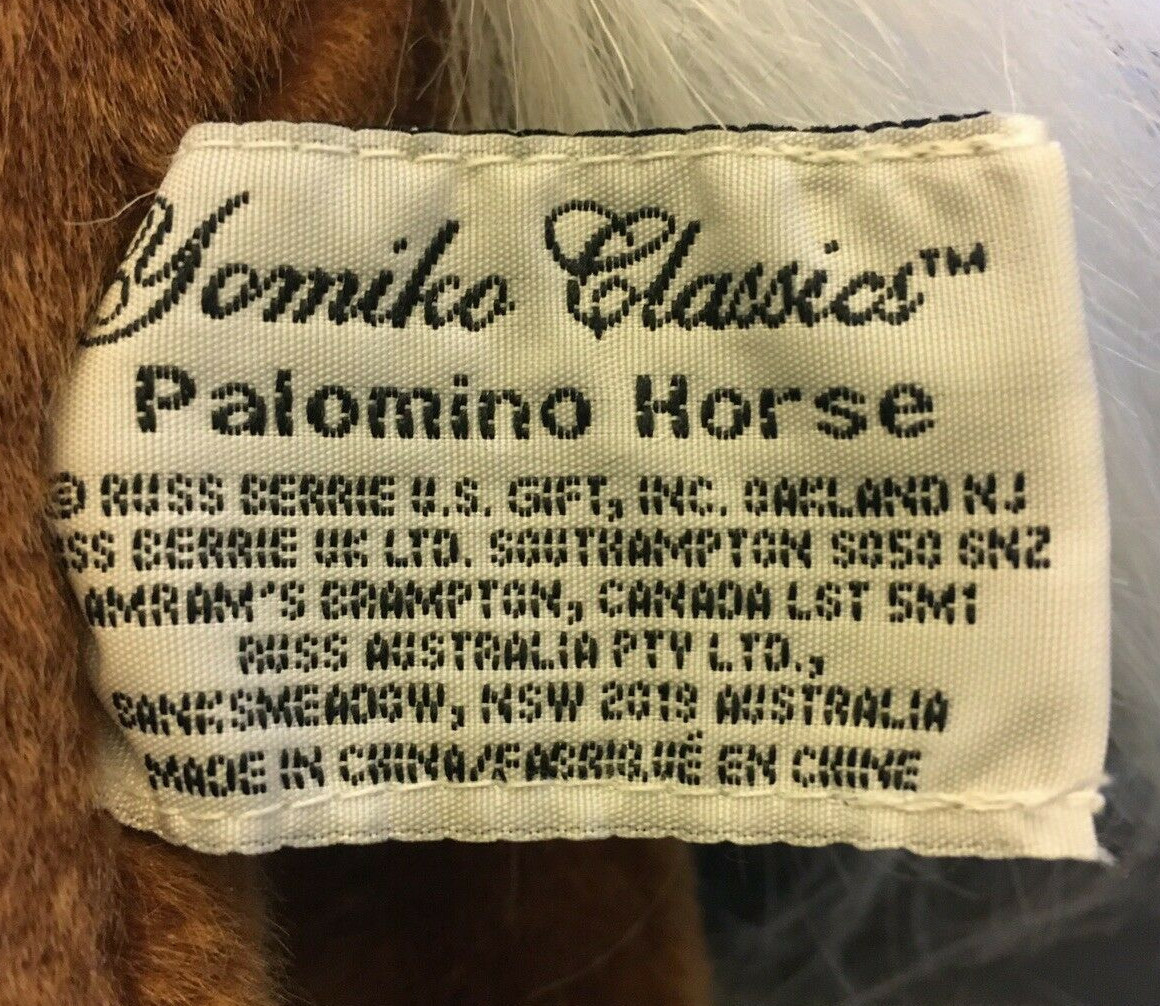 Yomiko Classics™
Palomino Horse
© RUSS BERRIE U.S. GIFT, INC. OAKLAND NJ
SS BERRIE UK LTD. SOUTHAMPTON SO50 6NZ
AMRAM'S BRAMPTON, CANADA L6T 5M1
RUSS AUSTRALIA PTY LTD.,
BANKSMEADOW, NSW 2019 AUSTRALIA
MADE IN CHINA/FABRIQUÉ EN CHINE